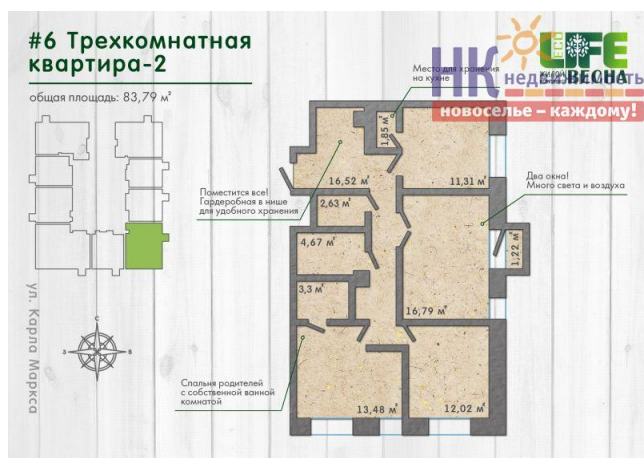 #6 Трехкомнатная
квартира-2
общая площадь: 83,79 м²
ECO
LIFE
ВЕСНА
НК
недвижимость
новоселье – каждому!
Место для хранения
на кухне
1,85 м²
16,52 м²
11,31 м²
Поместится все!
Гардеробная в нише
для удобного хранения
Два окна!
Много света и воздуха
2,63 м²
4,67 м²
1,22 м²
3,3 м²
16,79 м²
ул. Карла Маркса
С
З
В
Спальня родителей
с собственной ванной
комнатой
13,48 м²
12,02 м²